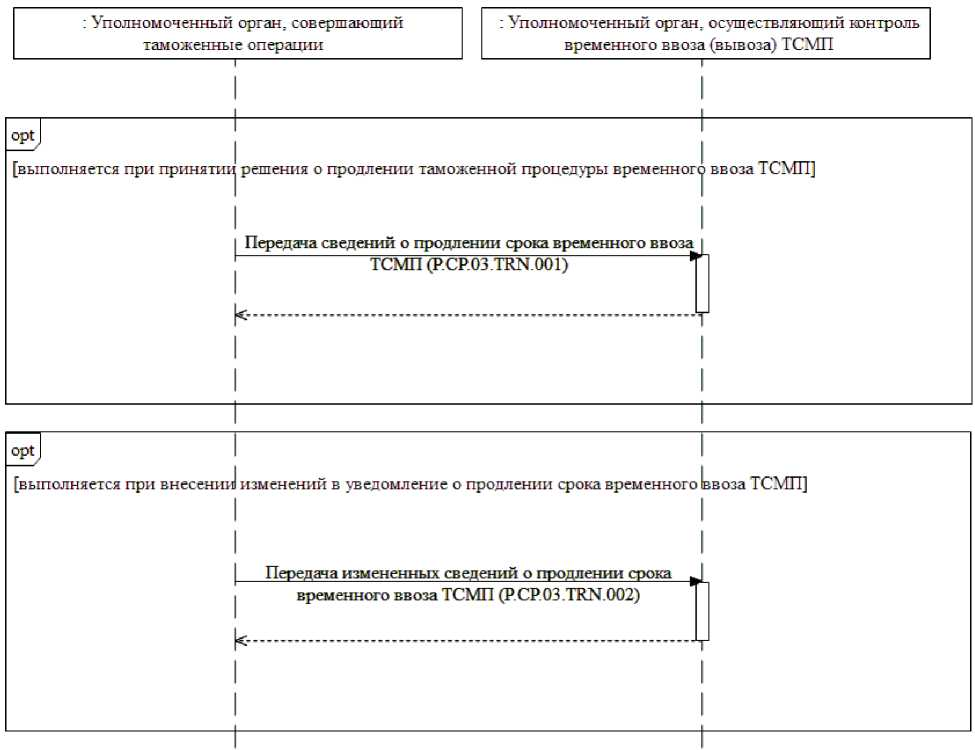 : Уполномоченный орган, совершающий
таможенные операции
: Уполномоченный орган, осуществляющий контроль
временного ввоза (вывоза) ТСМП
opt
[выполняется при принятии решения о продлении таможенной процедуры временного ввоза ТСМП]
Передача сведений о продлении срока временного ввоза
ТСМП (P.CP.03.TRN.001)
opt
[выполняется при внесении изменений в уведомление о продлении срока временного ввоза ТСМП]
Передача измененных сведений о продлении срока
временного ввоза ТСМП (P.CP.03.TRN.002)